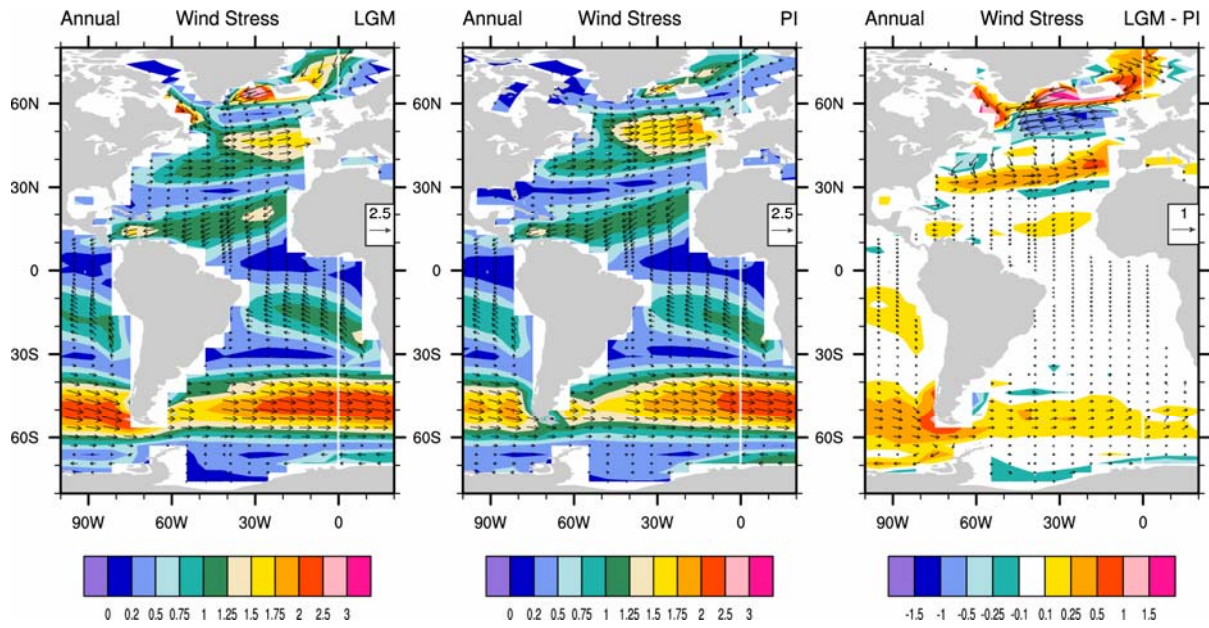 Annual Wind Stress LGM
Annual Wind Stress PI
Annual Wind Stress LGM - PI
60N
30N
0
30S
60S
2.5
90W 60W 30W 0
0 0.2 0.5 0.75 1 1.25 1.5 1.75 2 2.5 3
60N
30N
0
30S
60S
2.5
90W 60W 30W 0
0 0.2 0.5 0.75 1 1.25 1.5 1.75 2 2.5 3
60N
30N
0
30S
60S
1
90W 60W 30W 0
-1.5 -1 -0.5 -0.25 -0.1 0.1 0.25 0.5 1 1.5